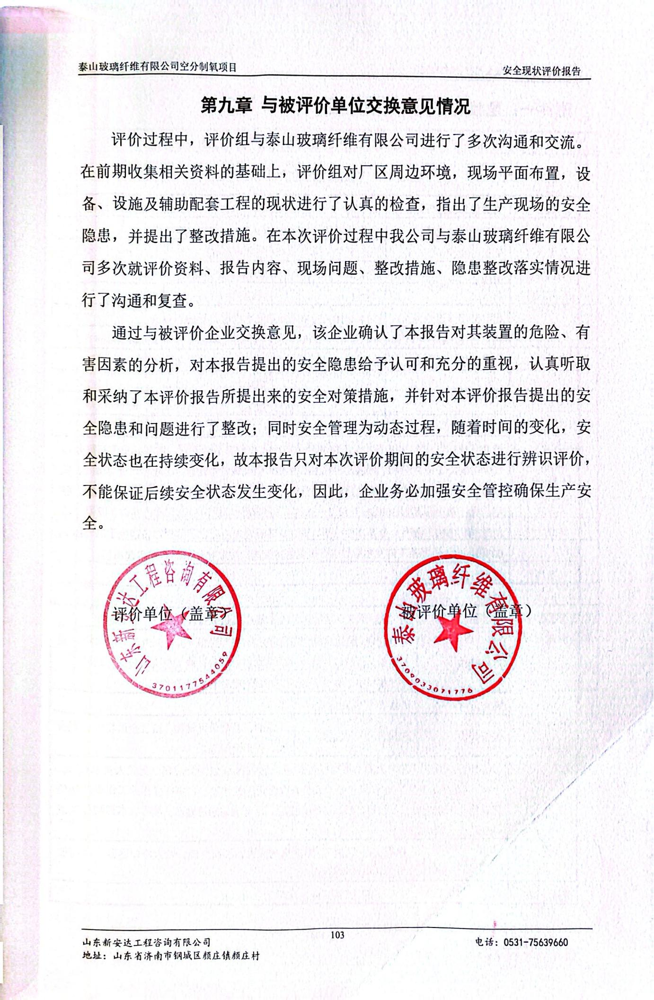 泰山玻璃纤维有限公司空分制氧项目
安全现状评价报告
第九章 与被评价单位交换意见情况
评价过程中，评价组与泰山玻璃纤维有限公司进行了多次沟通和交流。
在前期收集相关资料的基础上，评价组对厂区周边环境，现场平面布置，设
备、设施及辅助配套工程的现状进行了认真的检查，指出了生产现场的安全
隐患，并提出了整改措施。在本次评价过程中我公司与泰山玻璃纤维有限公
司多次就评价资料、报告内容、现场问题、整改措施、隐患整改落实情况进
行了沟通和复查。
通过与被评价企业交换意见，该企业确认了本报告对其装置的危险、有
害因素的分析，对本报告提出的安全隐患给予认可和充分的重视，认真听取
和采纳了本评价报告所提出来的安全对策措施，并针对本评价报告提出的安
全隐患和问题进行了整改；同时安全管理为动态过程，随着时间的变化，安
全状态也在持续变化，故本报告只对本次评价期间的安全状态进行辨识评价，
不能保证后续安全状态发生变化，因此，企业务必加强安全管控确保生产安
全。
山东新安达工程咨询有限公司
评价单位（盖章）
3701177544059
泰山玻璃纤维有限公司
被评价单位（盖章）
3709033071776
103
山东新安达工程咨询有限公司
电话：0531-75639660
地址：山东省济南市钢城区颜庄镇颜庄村